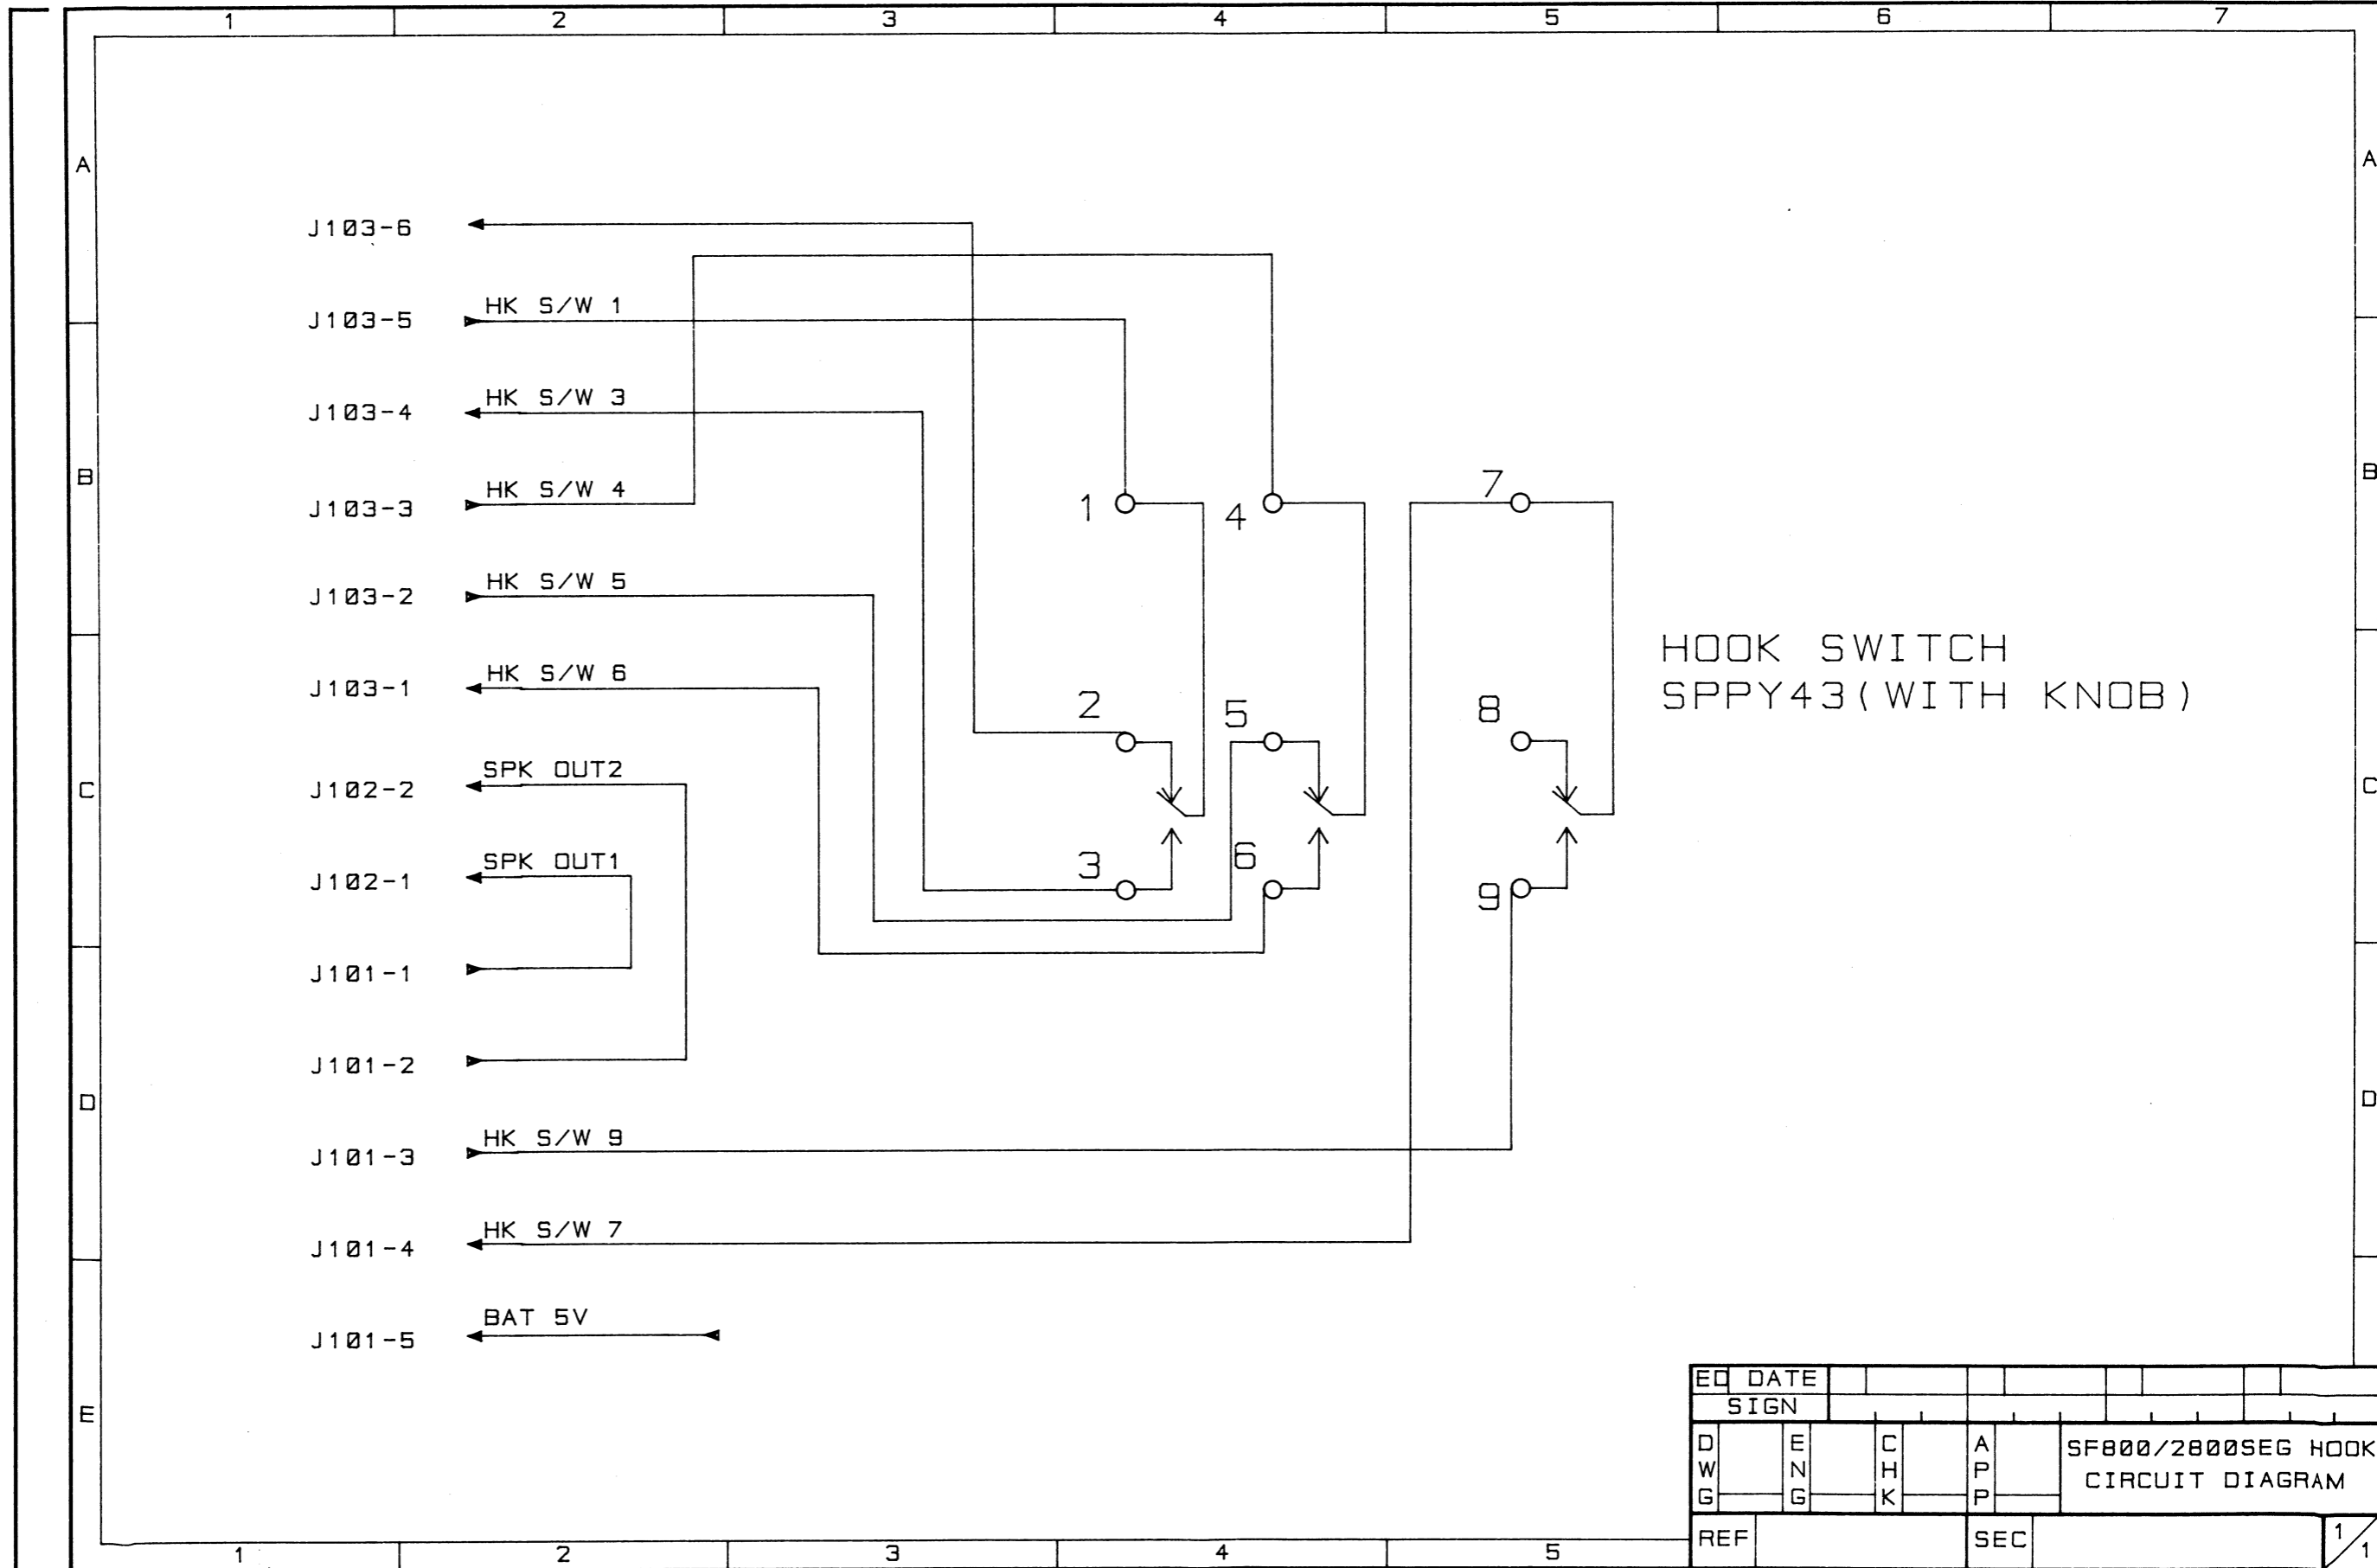 1 2 3 4 5 6 7
A A
J103-6
HK S/W 1
J103-5
HK S/W 3
J103-4
B B
HK S/W 4
J103-3
1 4 7
HK S/W 5
J103-2
HOOK SWITCH
SPPY43(WITH KNOB)
HK S/W 6
J103-1
2 5 8
SPK OUT2
J102-2
C C
SPK OUT1
J102-1
3 6 9
J101-1
J101-2
D D
HK S/W 9
J101-3
HK S/W 7
J101-4
BAT 5V
J101-5
E
ED DATE
SIGN
DWG ENG CHK APP
SF800/2800SEG HOOK
CIRCUIT DIAGRAM
REF SEC 1/1
1 2 3 4 5